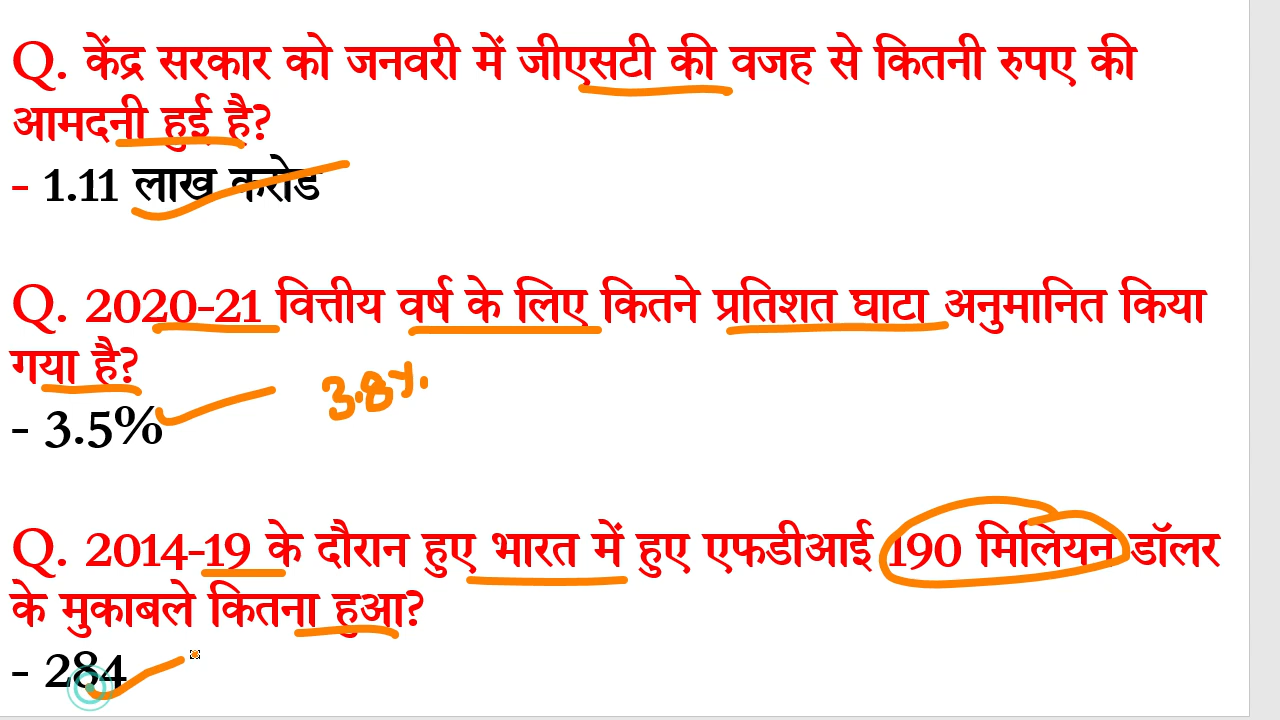 Q. केंद्र सरकार को जनवरी में जीएसटी की वजह से कितनी रुपए की
आमदनी हुई है?
- 1.11 लाख करोड
Q. 2020-21 वित्तीय वर्ष के लिए कितने प्रतिशत घाटा अनुमानित किया
गया है?
3.8%
- 3.5%
Q. 2014-19 के दौरान हुए भारत में हुए एफडीआई 190 मिलियन डॉलर
के मुकाबले कितना हुआ?
- 284